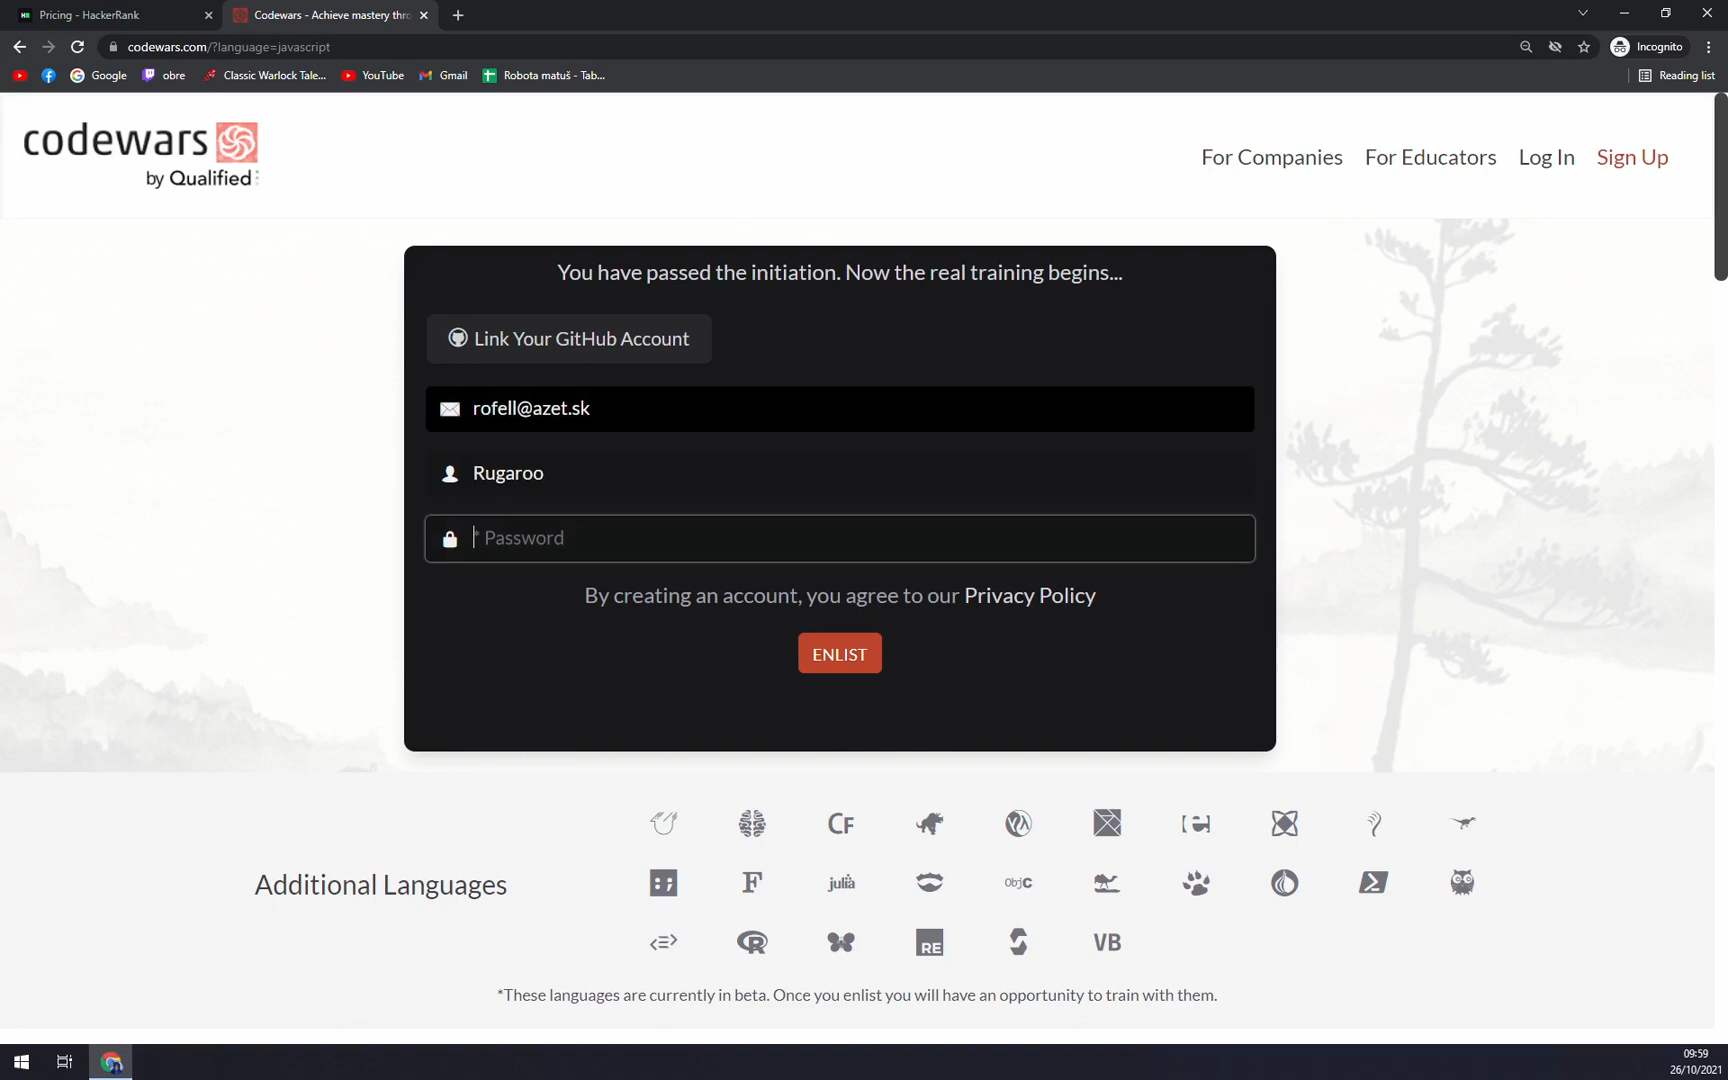 Pricing - HackerRank
Codewars - Achieve mastery thro
codewars.com/?language=javascript
Incognito
Google
obre
Classic Warlock Tale...
YouTube
Gmail
Robota matuš - Tab...
Reading list
codewars
by Qualified
For Companies
For Educators
Log In
Sign Up
You have passed the initiation. Now the real training begins...
Link Your GitHub Account
rofell@azet.sk
Rugaroo
* Password
By creating an account, you agree to our Privacy Policy
ENLIST
CF
Additional Languages
F
julia
ObjC
R
RE
VB
*These languages are currently in beta. Once you enlist you will have an opportunity to train with them.
09:59
26/10/2021